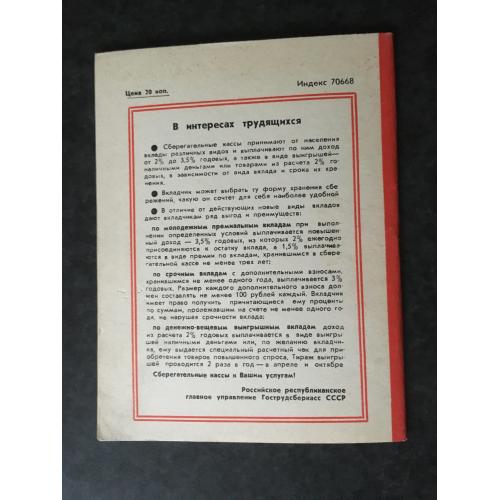 Цена 20 коп.
Индекс 70668
В интересах трудящихся
● Сберегательные кассы принимают от населения
вклады различных видов и выплачивают по ним доход
от 2% до 3,5% годовых, а также в виде выигрышей—
наличными деньгами или товарами из расчета 2% го-
довых, в зависимости от вида вклада и срока их хра-
нения.
● Вкладчик может выбрать ту форму хранения сбе
режений, какую он сочтет для себя наиболее удобной
● В отличие от действующих новые виды вкладов
дают вкладчикам ряд выгод и преимуществ:
по молодежным премиальным вкладам при выпол-
нении определенных условий выплачивается повышен-
ный доход — 3,5% годовых, из которых 2% ежегодно
присоединяются к остатку вклада, а 1,5% выплачива-
ются в виде премии по вкладам, хранившимся в сбере-
гательной кассе не менее трех лет;
по срочным вкладам с дополнительными взносами,
хранившимся не менее одного года, выплачивается 3%
годовых. Размер каждого дополнительного взноса дол-
жен составлять не менее 100 рублей каждый. Вкладчик
имеет право получить причитающиеся ему проценты
по суммам, пролежавшим на счете не менее одного го-
да, не нарушая срочности вклада;
по денежно-вещевым выигрышным вкладам доход
из расчета 2% годовых выплачивается в виде выигры-
шей наличными деньгами или, по желанию вкладчи-
ка, ему выдается специальный расчетный чек для при-
обретения товаров повышенного спроса. Тираж выигры-
шей проводится 2 раза в год—в апреле и октябре
Сберегательные кассы к Вашим услугам!
Российское республиканское
главное управление Гострудсберкасс СССР